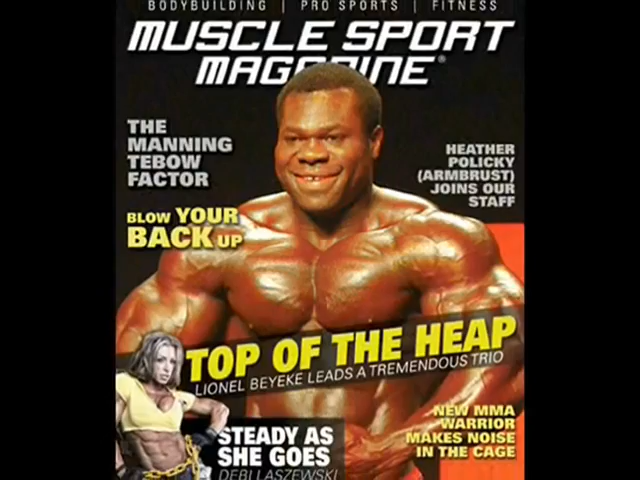 BODYBUILDING | PRO SPORTS | FITNESS
MUSCLE SPORT
MAGAZINE®
THE
MANNING
TEBOW
FACTOR
HEATHER
POLICKY
(ARMBRUST)
JOINS OUR
STAFF
BLOW YOUR
BACK UP
TOP OF THE HEAP
LIONEL BEYEKE LEADS A TREMENDOUS TRIO
NEW MMA
WARRIOR
MAKES NOISE
IN THE CAGE
STEADY AS
SHE GOES
DEBI LASZEWSKI